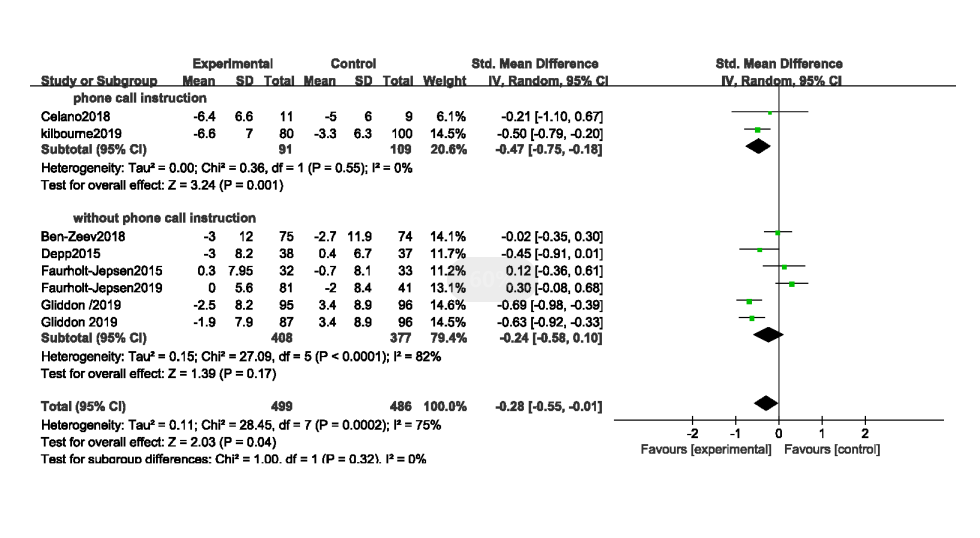 Experimental Control Std. Mean Difference Std. Mean Difference
Study or Subgroup Mean SD Total Mean SD Total Weight IV, Random, 95% CI IV, Random, 95% CI
phone call instruction
Celano2018 -6.4 6.6 11 -5 6 9 6.1% -0.21 [-1.10, 0.67]
kilbourne2019 -6.6 7 80 -3.3 6.3 100 14.5% -0.50 [-0.79, -0.20]
Subtotal (95% CI) 91 109 20.6% -0.47 [-0.75, -0.18]
Heterogeneity: Tau² = 0.00; Chi² = 0.36, df = 1 (P = 0.55); I² = 0%
Test for overall effect: Z = 3.24 (P = 0.001)
without phone call instruction
Ben-Zeev2018 -3 12 75 -2.7 11.9 74 14.1% -0.02 [-0.35, 0.30]
Depp2015 -3 8.2 38 0.4 6.7 37 11.7% -0.45 [-0.91, 0.01]
Faurholt-Jepsen2015 0.3 7.95 32 -0.7 8.1 33 11.2% 0.12 [-0.36, 0.61]
Faurholt-Jepsen2019 0 5.6 81 -2 8.4 41 13.1% 0.30 [-0.08, 0.68]
Gliddon /2019 -2.5 8.2 95 3.4 8.9 96 14.6% -0.69 [-0.98, -0.39]
Gliddon 2019 -1.9 7.9 87 3.4 8.9 96 14.5% -0.63 [-0.92, -0.33]
Subtotal (95% CI) 408 377 79.4% -0.24 [-0.58, 0.10]
Heterogeneity: Tau² = 0.15; Chi² = 27.09, df = 5 (P < 0.0001); I² = 82%
Test for overall effect: Z = 1.39 (P = 0.17)
Total (95% CI) 499 486 100.0% -0.28 [-0.55, -0.01]
Heterogeneity: Tau² = 0.11; Chi² = 28.45, df = 7 (P = 0.0002); I² = 75%
Test for overall effect: Z = 2.03 (P = 0.04)
Test for subgroup differences: Chi² = 1.00, df = 1 (P = 0.32), I² = 0%
-2 -1 0 1 2
Favours [experimental] Favours [control]